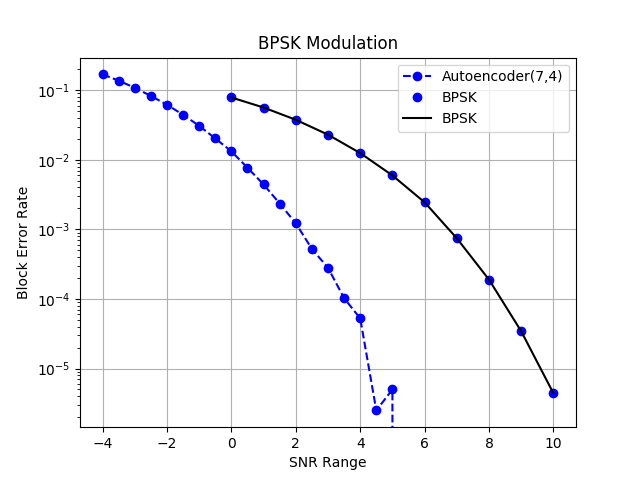 BPSK Modulation
Autoencoder(7,4)
BPSK
BPSK
Block Error Rate
10⁻¹
10⁻²
10⁻³
10⁻⁴
10⁻⁵
−4 −2 0 2 4 6 8 10
SNR Range